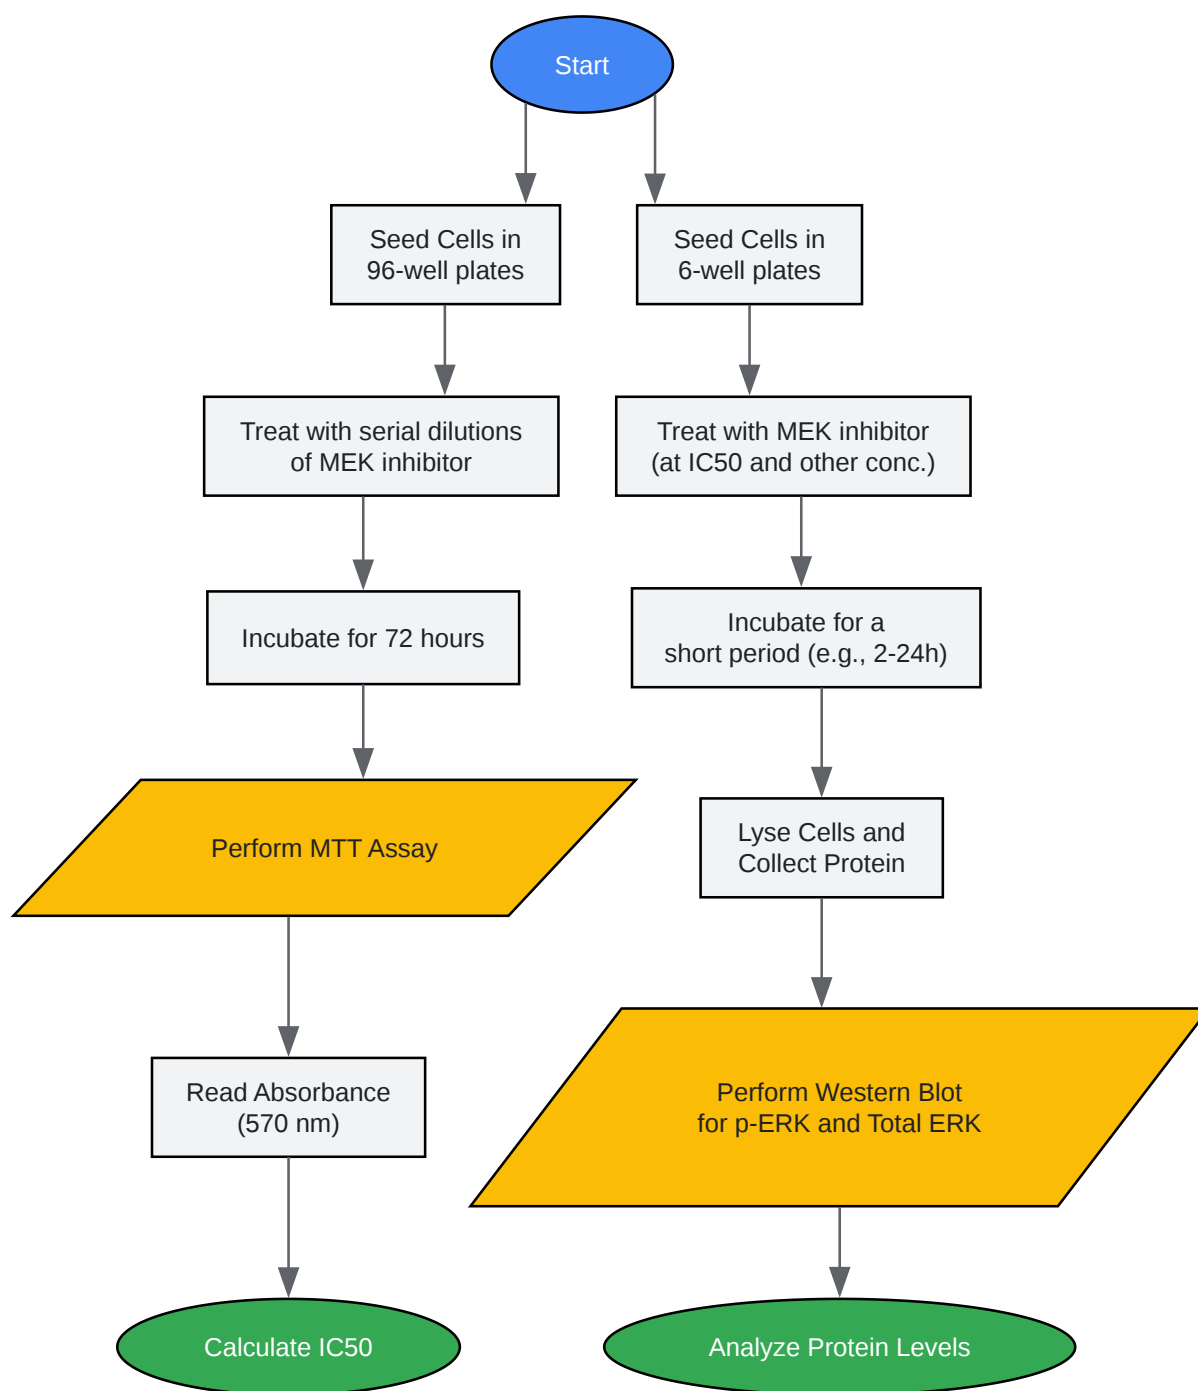 Start
Seed Cells in
96-well plates
Seed Cells in
6-well plates
Treat with serial dilutions
of MEK inhibitor
Treat with MEK inhibitor
(at IC50 and other conc.)
Incubate for 72 hours
Incubate for a
short period (e.g., 2-24h)
Perform MTT Assay
Lyse Cells and
Collect Protein
Read Absorbance
(570 nm)
Perform Western Blot
for p-ERK and Total ERK
Calculate IC50
Analyze Protein Levels